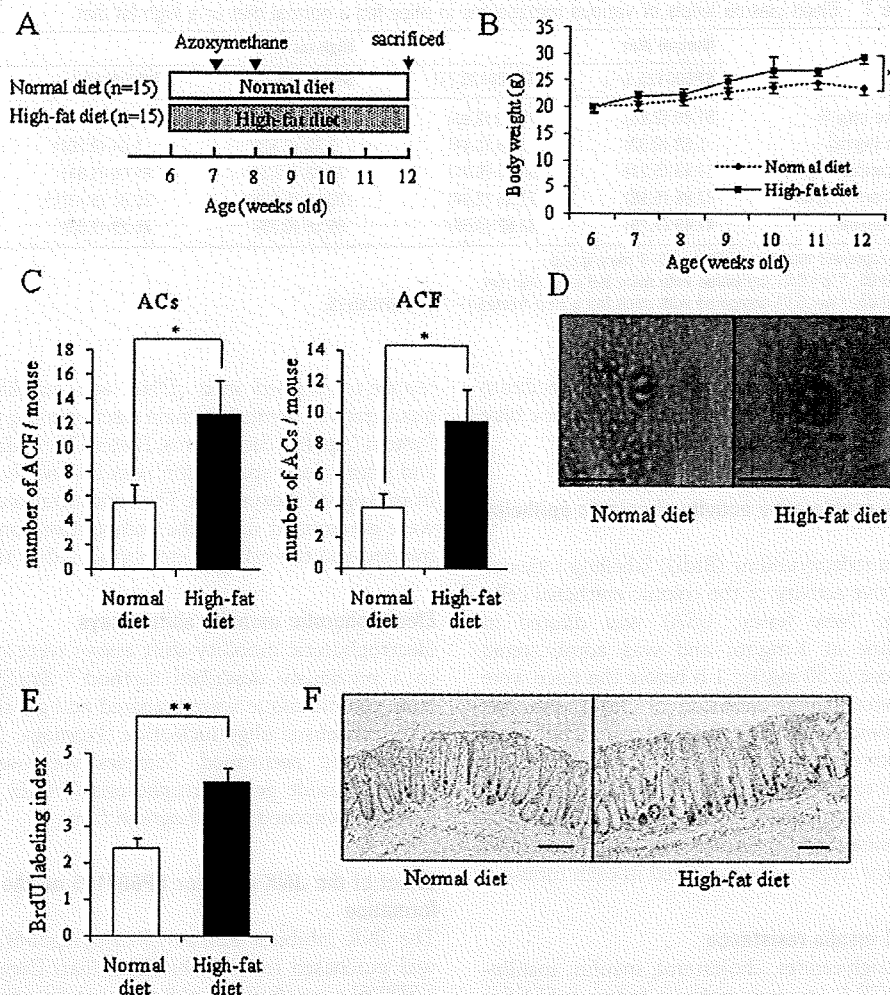 A
Azoxymethane
sacrificed
Normal diet (n=15)
Normal diet
High-fat diet (n=15)
High-fat diet
6 7 8 9 10 11 12
Age (weeks old)
B
Body weight (g)
35
30
25
20
15
10
5
0
Normal diet
High-fat diet
6 7 8 9 10 11 12
Age (weeks old)
C
ACs
number of ACF / mouse
18
16
14
12
10
8
6
4
2
0
*
Normal diet
High-fat diet
ACF
number of ACs / mouse
14
12
10
8
6
4
2
0
*
Normal diet
High-fat diet
D
Normal diet
High-fat diet
E
BrdU labeling index
5
4
3
2
1
0
**
Normal diet
High-fat diet
F
Normal diet
High-fat diet